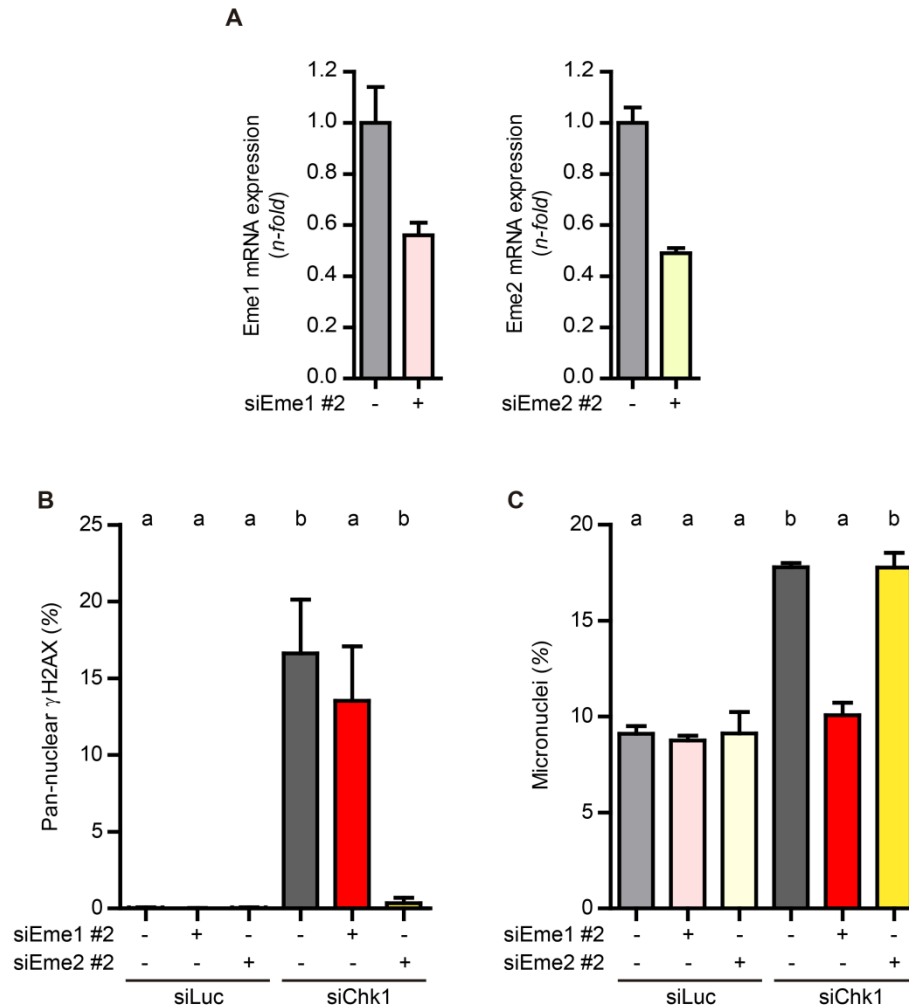 A
Eme1 mRNA expression
(n-fold)
1.2
1.0
0.8
0.6
0.4
0.2
0.0
siEme1 #2 - +
Eme2 mRNA expression
(n-fold)
1.2
1.0
0.8
0.6
0.4
0.2
0.0
siEme2 #2 - +
B
a a a b a b
Pan-nuclear γH2AX (%)
25
20
15
10
5
0
siEme1 #2 - + - - + -
siEme2 #2 - - + - - +
siLuc siChk1
C
a a a b a b
Micronuclei (%)
20
15
10
5
0
siEme1 #2 - + - - + -
siEme2 #2 - - + - - +
siLuc siChk1